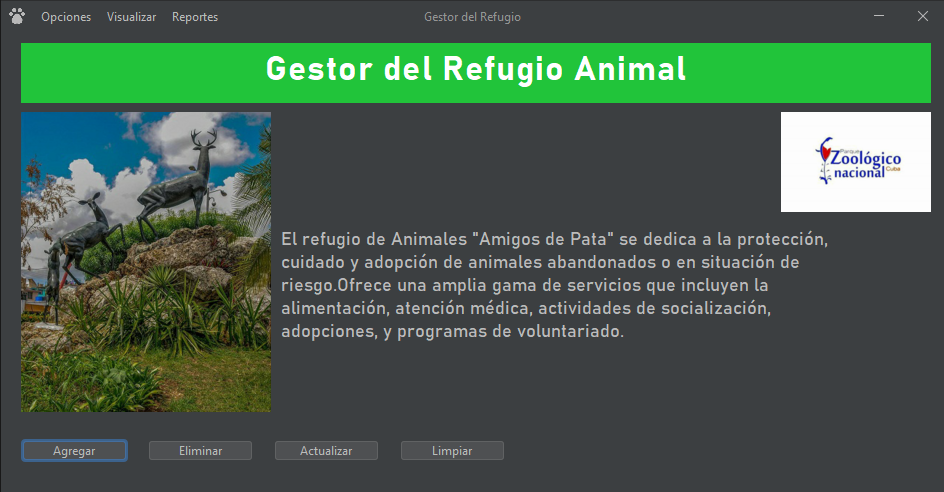 Opciones Visualizar Reportes Gestor del Refugio
Gestor del Refugio Animal
Parque
Zoológico
nacional Cuba
El refugio de Animales "Amigos de Pata" se dedica a la protección,
cuidado y adopción de animales abandonados o en situación de
riesgo.Ofrece una amplia gama de servicios que incluyen la
alimentación, atención médica, actividades de socialización,
adopciones, y programas de voluntariado.
Agregar Eliminar Actualizar Limpiar